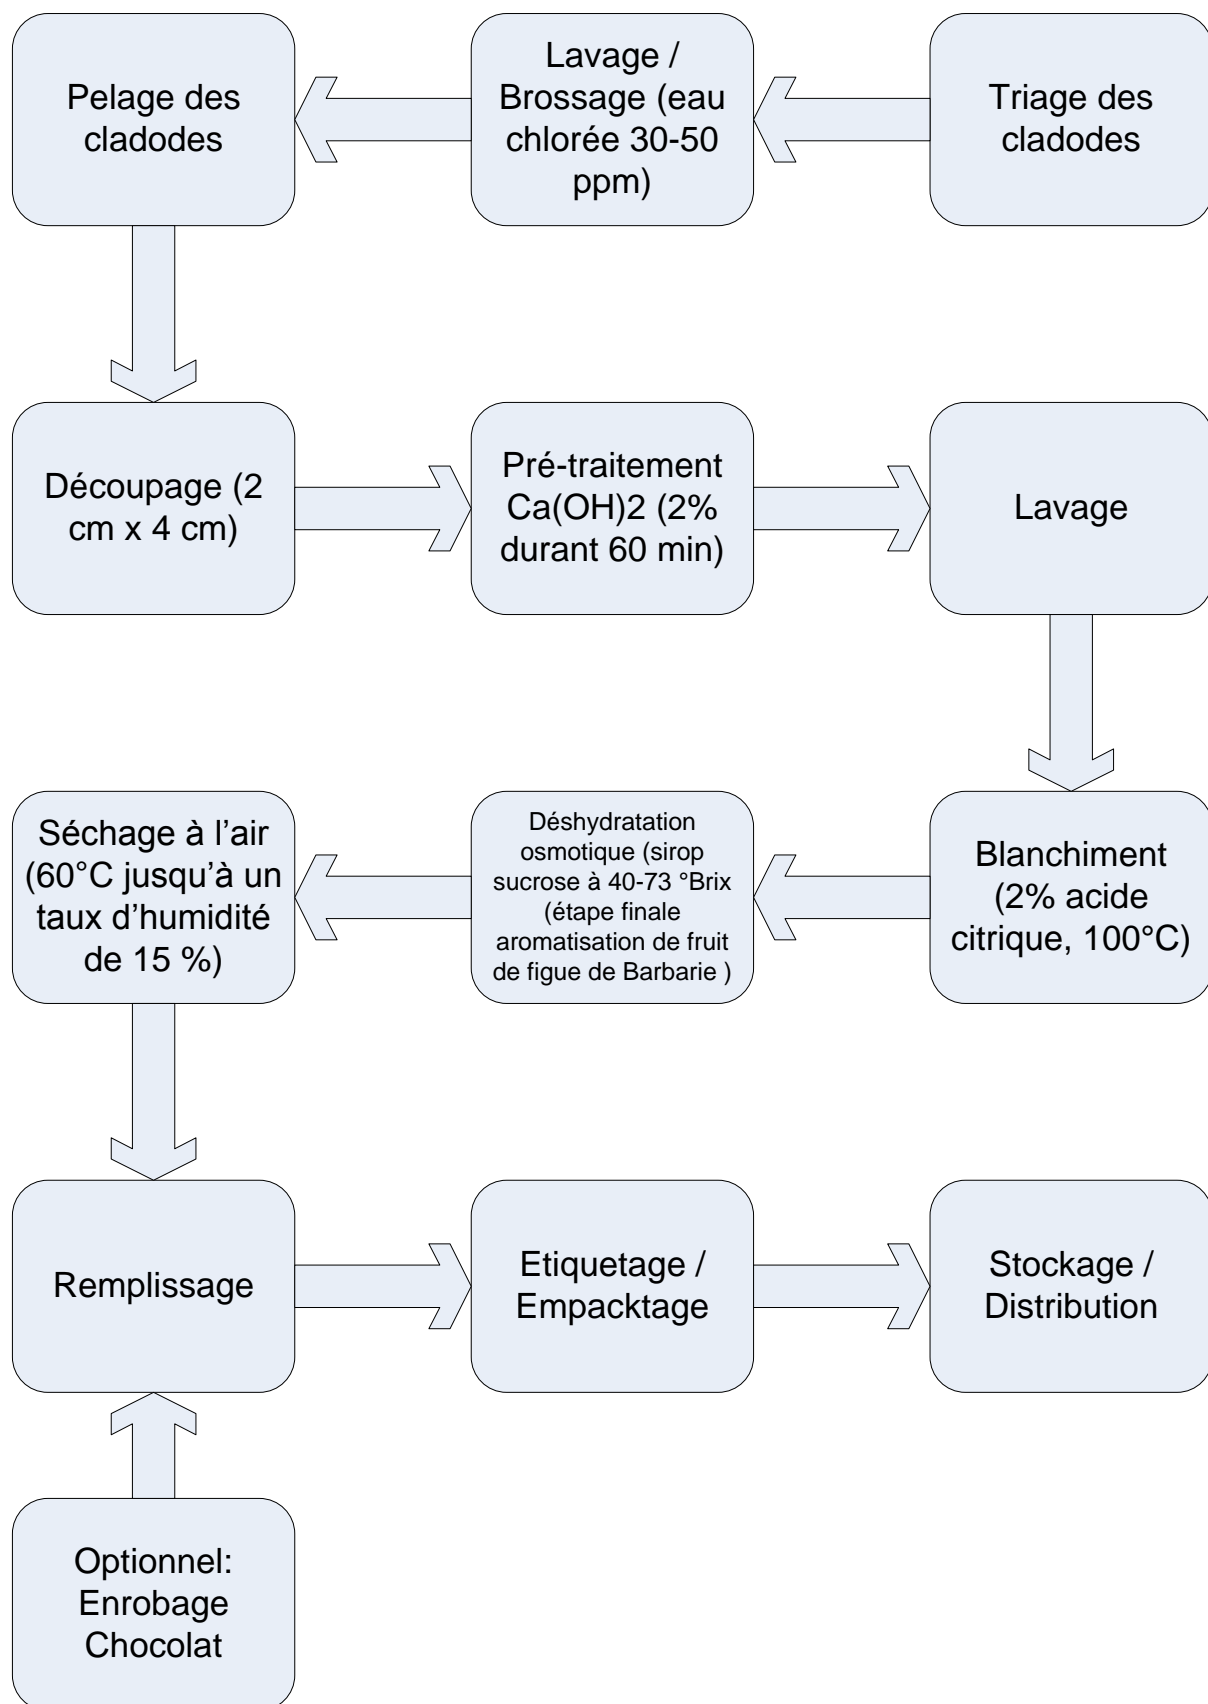 Pelage des
cladodes
Lavage /
Brossage (eau
chlorée 30-50
ppm)
Triage des
cladodes
Découpage (2
cm x 4 cm)
Pré-traitement
Ca(OH)2 (2%
durant 60 min)
Lavage
Séchage à l’air
(60°C jusqu’à un
taux d’humidité
de 15 %)
Déshydratation
osmotique (sirop
sucrose à 40-73 °Brix
(étape finale
aromatisation de fruit
de figue de Barbarie )
Blanchiment
(2% acide
citrique, 100°C)
Remplissage
Etiquetage /
Empacktage
Stockage /
Distribution
Optionnel:
Enrobage
Chocolat